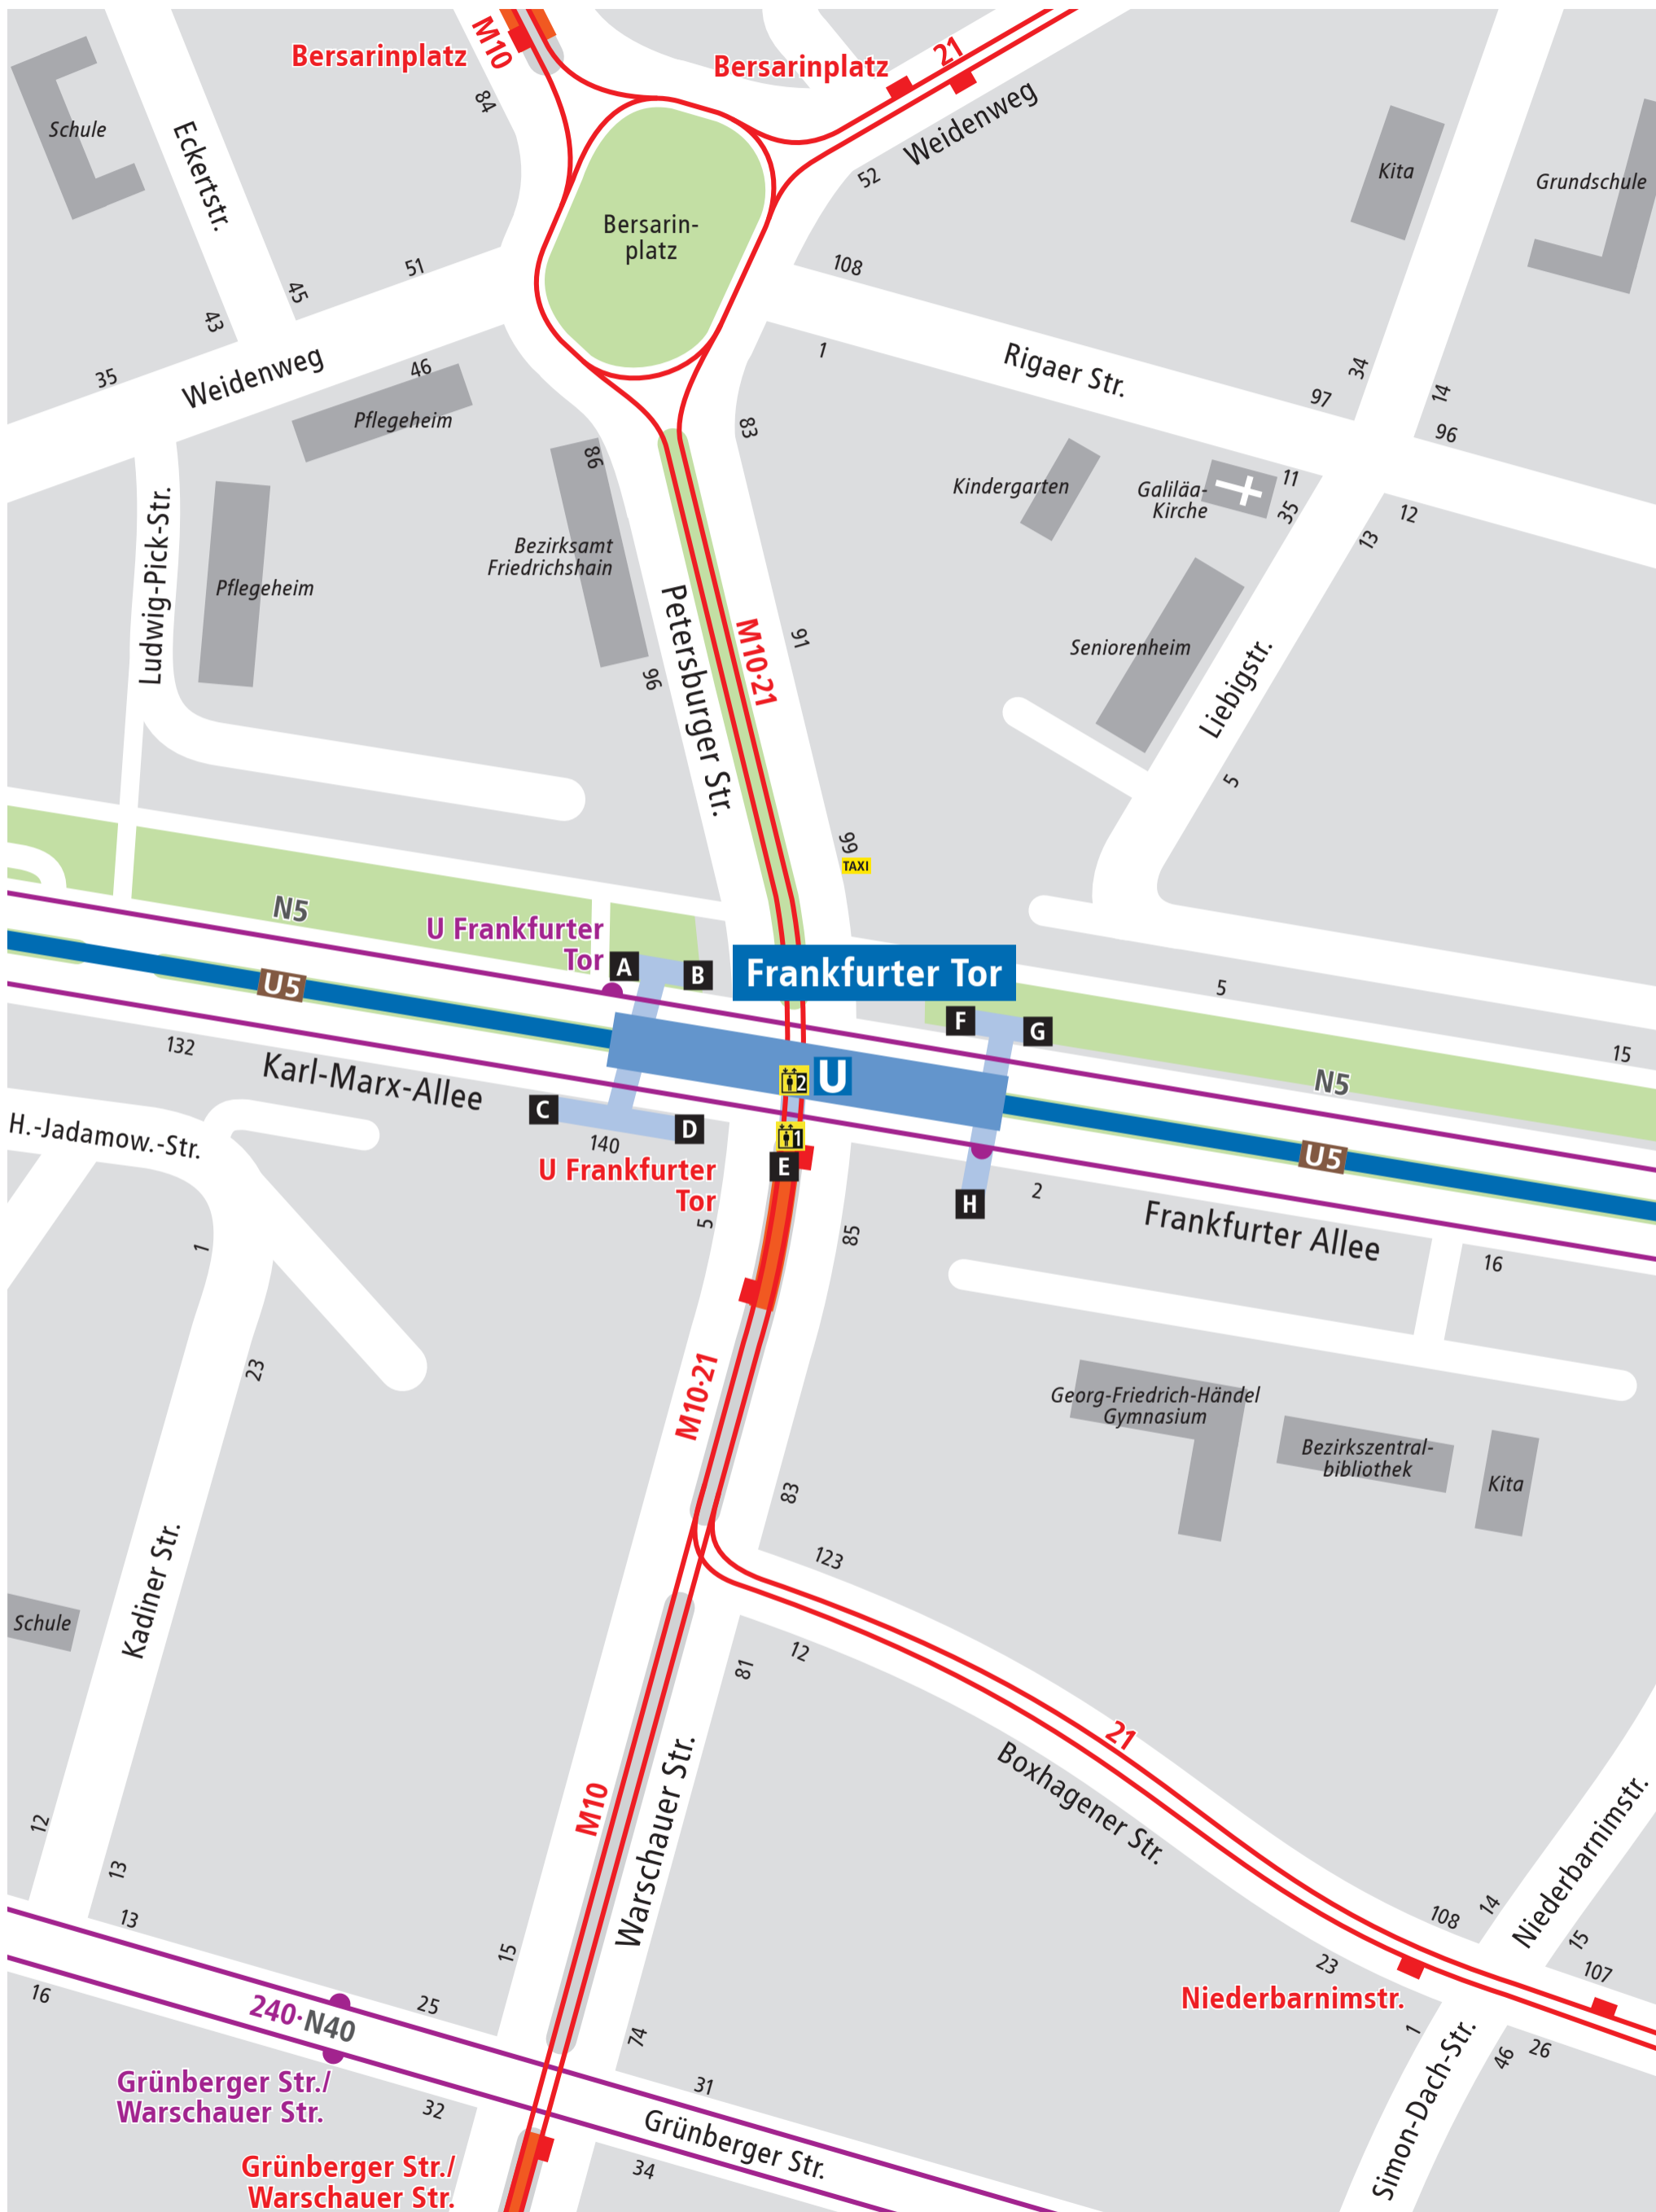 M10
Bersarinplatz
Bersarinplatz
21
Weidenweg
84
Schule
Eckertstr.
52
Kita
Grundschule
Bersarin-
platz
51
45
43
108
1
Rigaer Str.
34
97
14
96
35
Weidenweg
46
Pflegeheim
86
83
Kindergarten
Galiläa-
Kirche
11
35
12
13
Ludwig-Pick-Str.
Pflegeheim
Bezirksamt
Friedrichshain
96
Petersburger Str.
M10·21
91
Seniorenheim
Liebigstr.
5
99
TAXI
N5
U Frankfurter
Tor
A
B
Frankfurter Tor
U5
F
G
5
15
N5
132
Karl-Marx-Allee
2
U
C
D
140
1
E
U Frankfurter
Tor
H
2
U5
Frankfurter Allee
16
H.-Jadamow.-Str.
5
85
1
23
M10·21
Georg-Friedrich-Händel
Gymnasium
Bezirkszentral-
bibliothek
Kita
83
123
Kadiner Str.
Schule
12
81
21
Boxhagener Str.
M10
Warschauer Str.
Niederbarnimstr.
12
13
13
15
108
14
15
107
23
Niederbarnimstr.
16
240·N40
25
74
1
Simon-Dach-Str.
46
26
Grünberger Str./
Warschauer Str.
32
31
Grünberger Str.
34
Grünberger Str./
Warschauer Str.